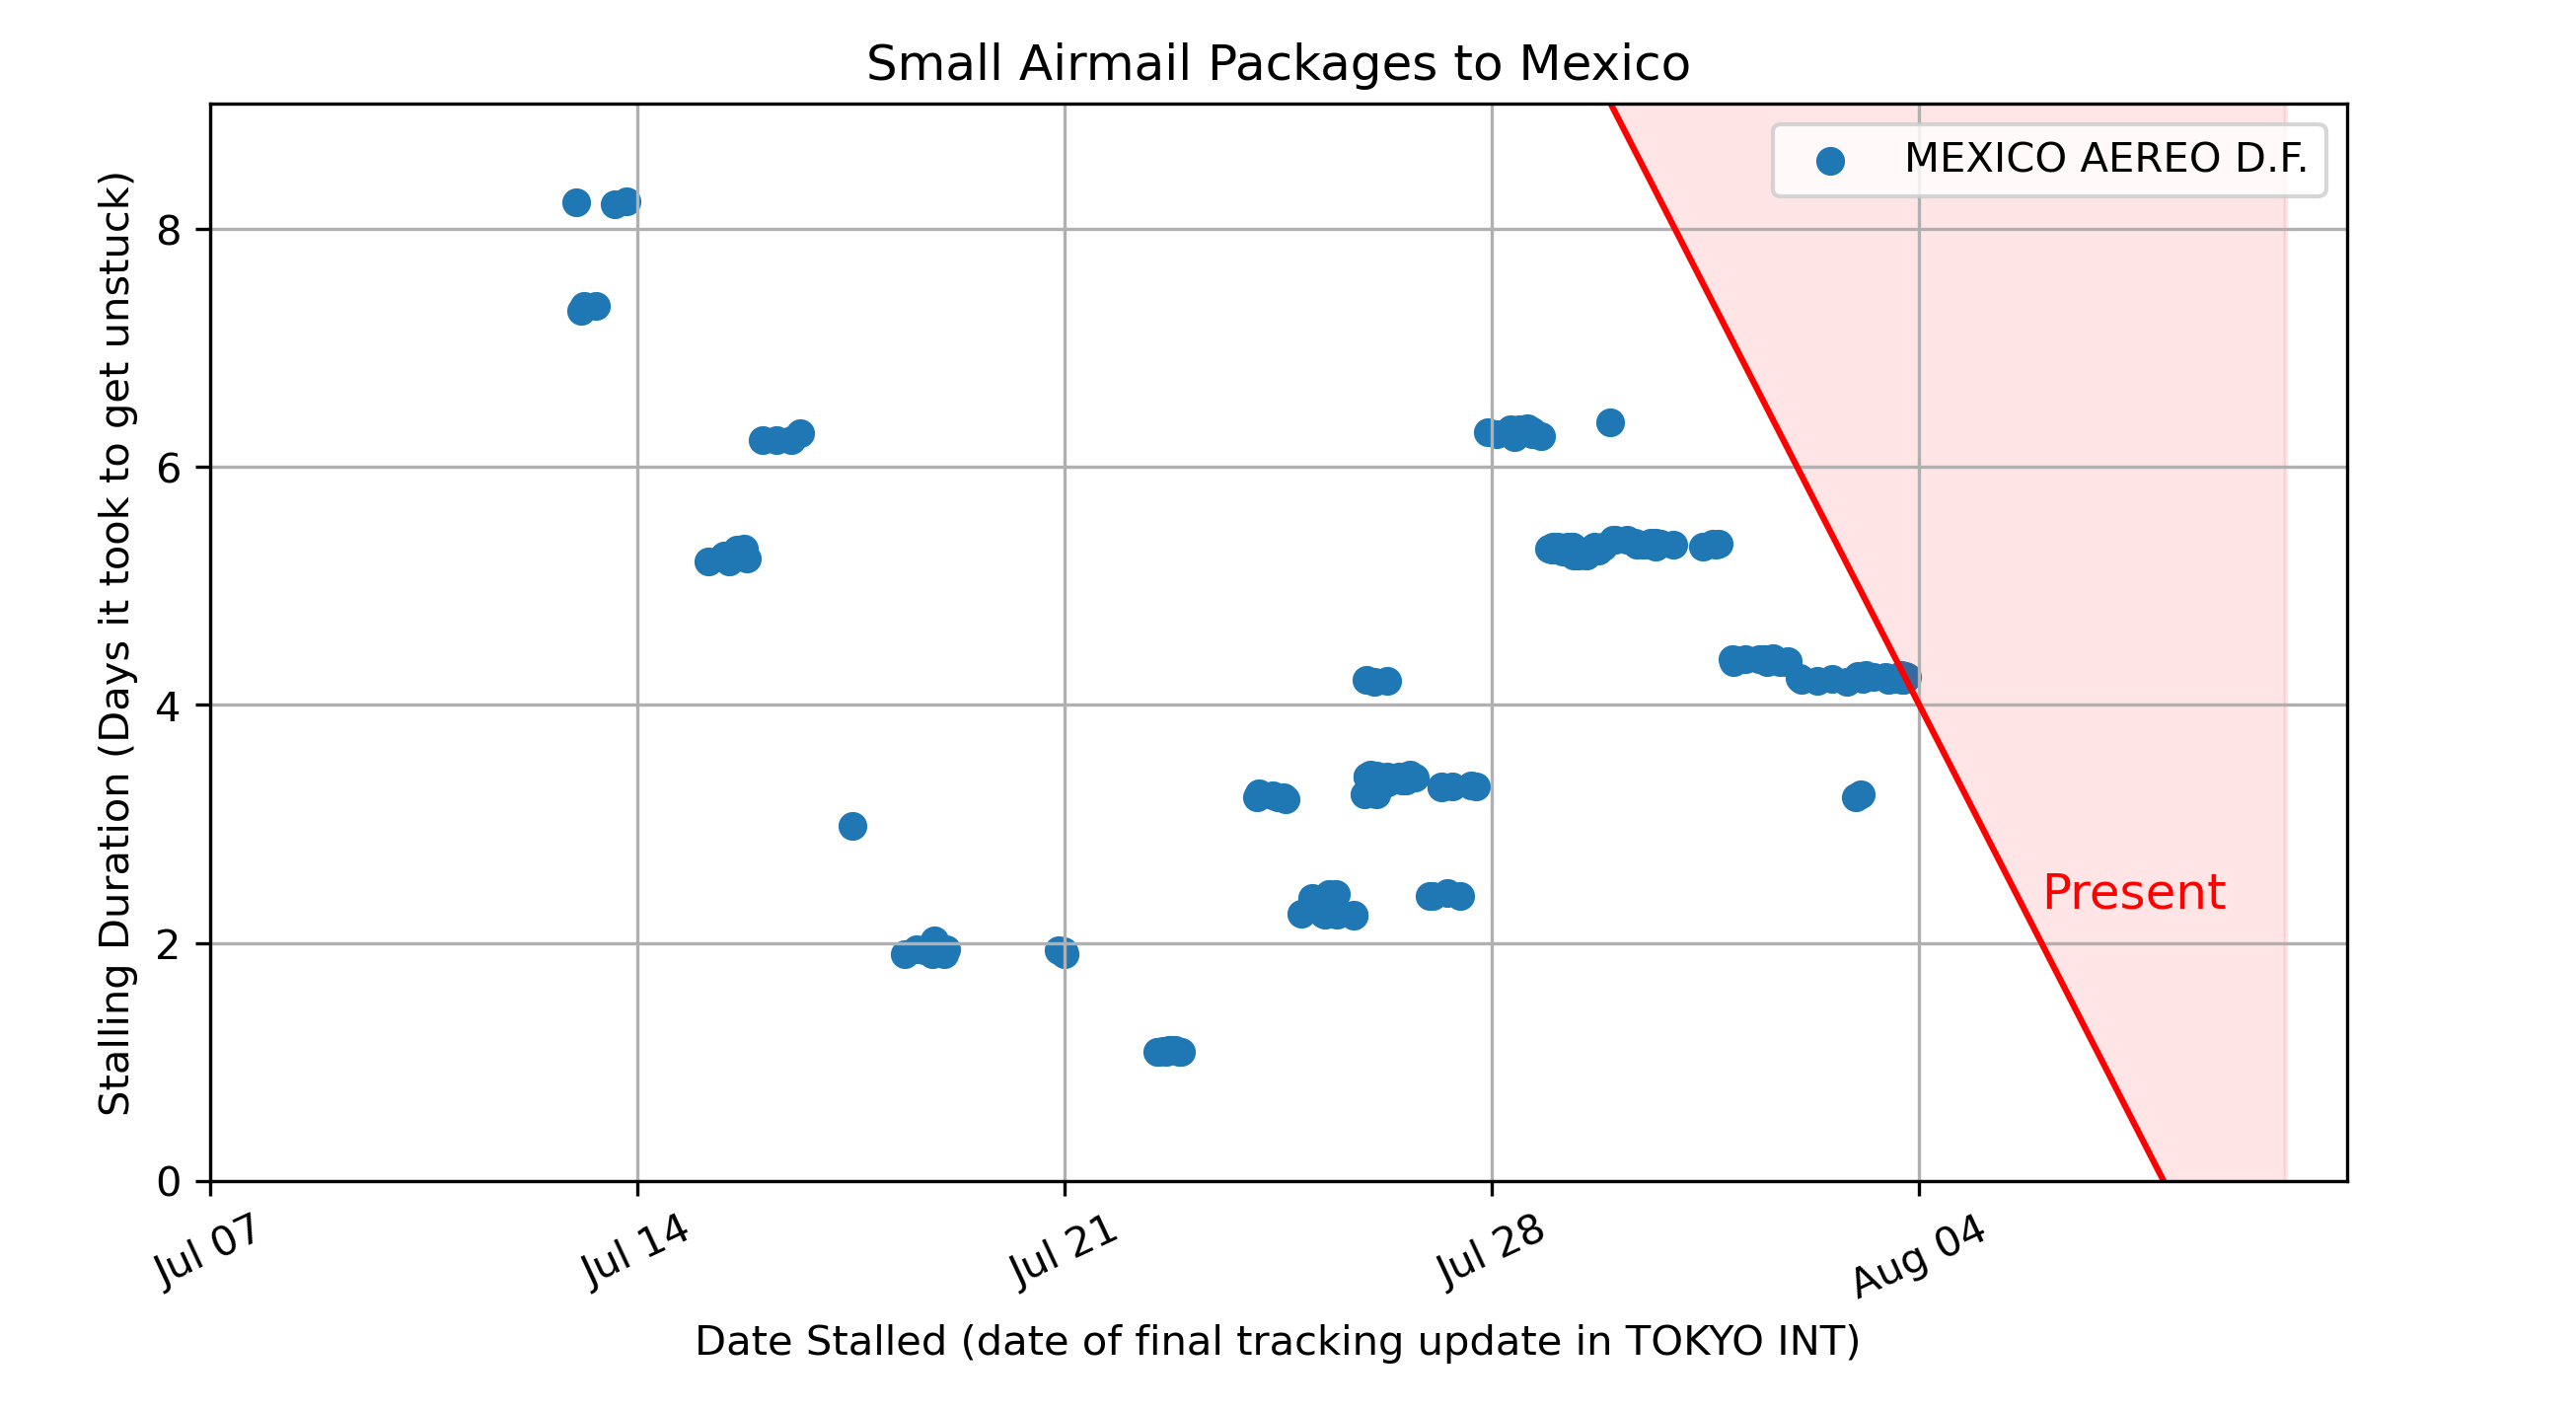 Small Airmail Packages to Mexico
MEXICO AEREO D.F.
Stalling Duration (Days it took to get unstuck)
8
6
4
2
0
Present
Jul 07
Jul 14
Jul 21
Jul 28
Aug 04
Date Stalled (date of final tracking update in TOKYO INT)